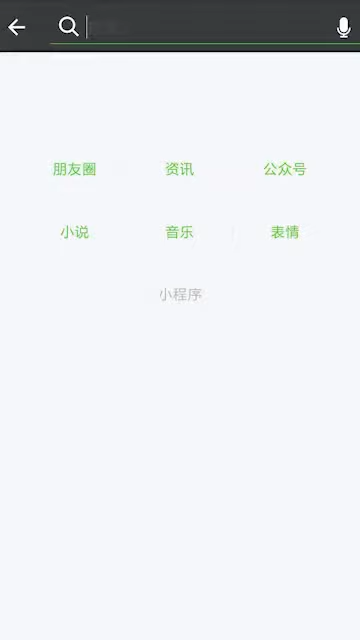 朋友圈 资讯 公众号
小说 音乐 表情
小程序